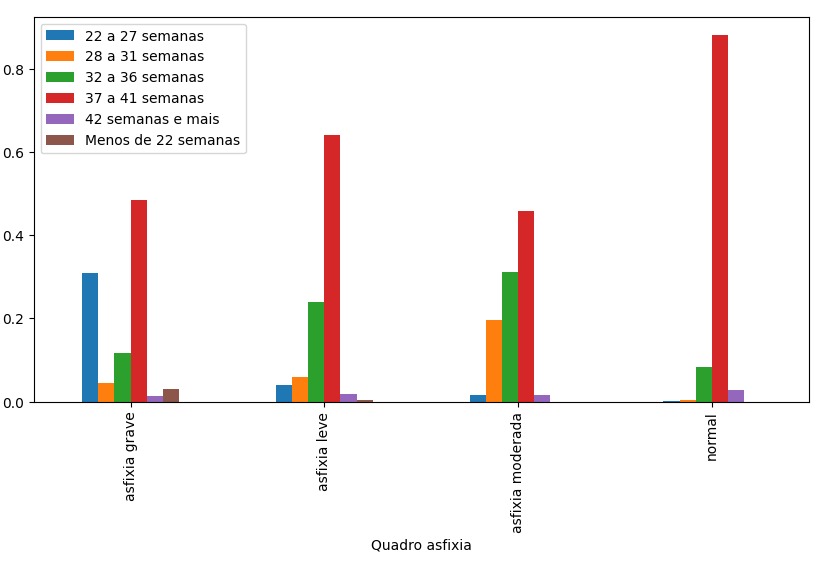 22 a 27 semanas
28 a 31 semanas
32 a 36 semanas
37 a 41 semanas
42 semanas e mais
Menos de 22 semanas
0.8
0.6
0.4
0.2
0.0
asfixia grave
asfixia leve
asfixia moderada
normal
Quadro asfixia